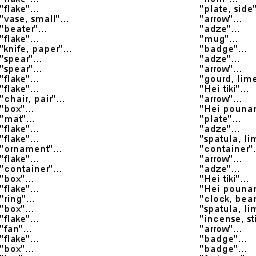 "flake"...
"vase, small"...
"beater"...
"flake"...
"knife, paper"...
"spear"...
"spear"...
"flake"...
"flake"...
"chair, pair"...
"box"...
"mat"...
"flake"...
"flake"...
"ornament"...
"flake"...
"container"...
"box"...
"flake"...
"ring"...
"box"...
"flake"...
"fan"...
"flake"...
"box"...
"plate, side"
"arrow"...
"adze"...
"mug"...
"badge"...
"adze"...
"arrow"...
"gourd, lime
"Hei tiki"...
"arrow"...
"Hei pounar
"plate"...
"adze"...
"spatula, lim
"container".
"arrow"...
"adze"...
"Hei tiki"...
"Hei pounar
"clock, bear
"spatula, lim
"incense, sti
"arrow"...
"badge"...
"badge"...